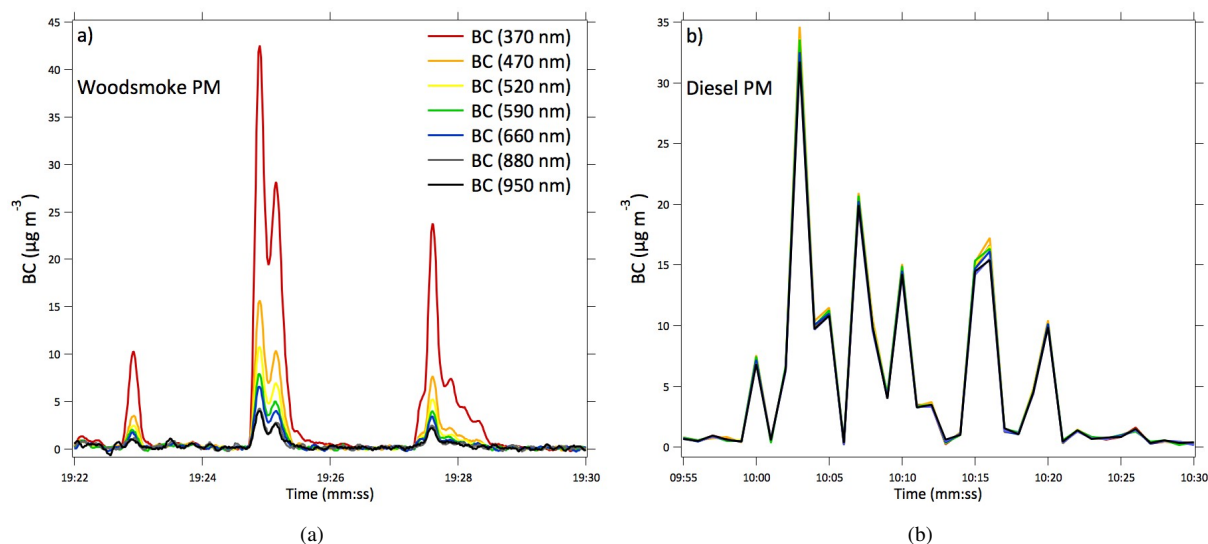 a)
Woodsmoke PM
BC (370 nm)
BC (470 nm)
BC (520 nm)
BC (590 nm)
BC (660 nm)
BC (880 nm)
BC (950 nm)
BC (µg m⁻³)
45
40
35
30
25
20
15
10
5
0
19:22
19:24
19:26
19:28
19:30
Time (mm:ss)
(a)
b)
Diesel PM
BC (µg m⁻³)
35
30
25
20
15
10
5
0
09:55
10:00
10:05
10:10
10:15
10:20
10:25
10:30
Time (mm:ss)
(b)